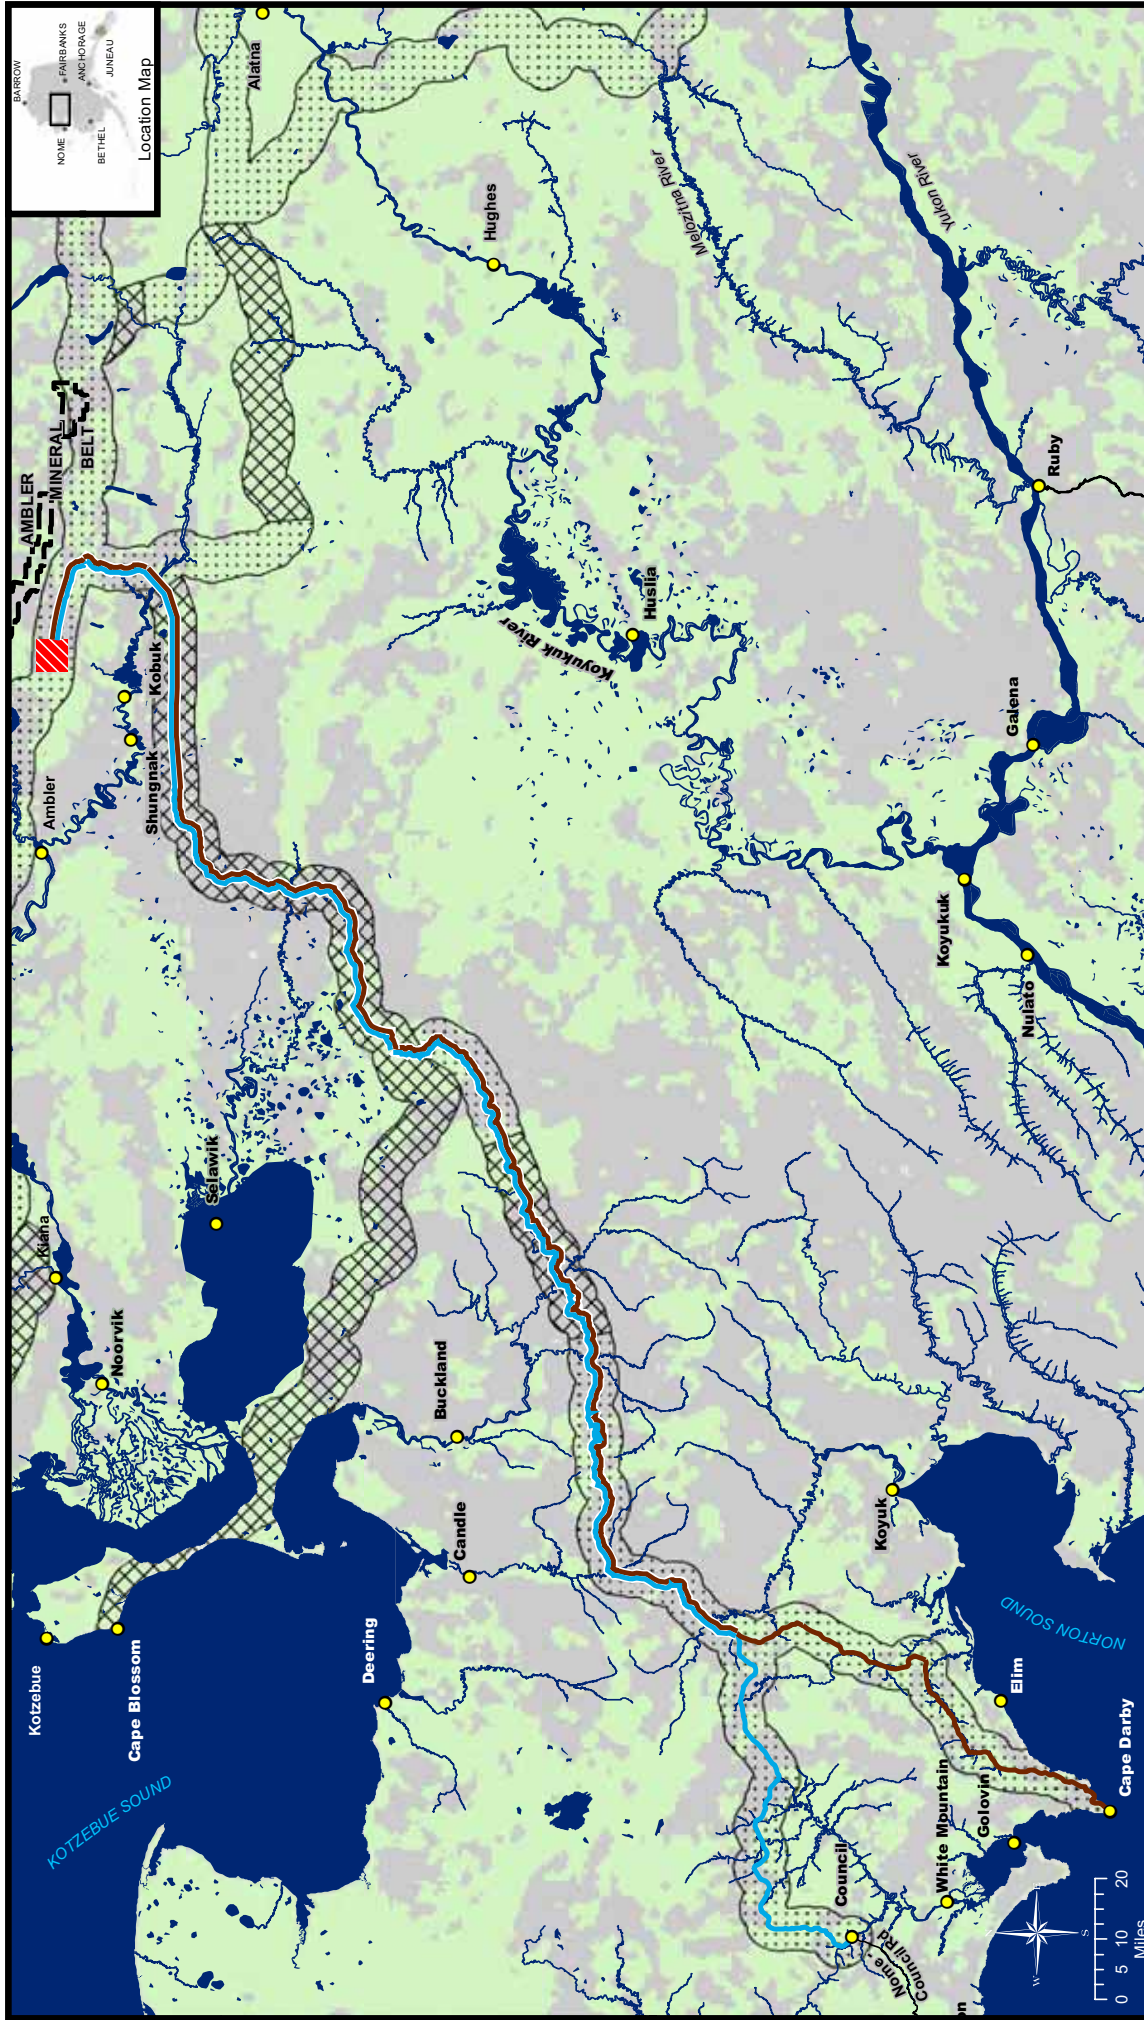 BARROW
NOME
FAIRBANKS
ANCHORAGE
BETHEL
JUNEAU
Location Map
Alatna
Hughes
Melozitna River
Yukon River
AMBLER
MINERAL
BELT
Ruby
Huslia
Koyukuk River
Kobuk
Shungnak
Ambler
Galena
Koyukuk
Nulato
Selawik
Kiana
Noorvik
Buckland
Candle
Koyuk
Kotzebue
Cape Blossom
Deering
KOTZEBUE SOUND
NORTON SOUND
Elim
Cape Darby
Golovin
White Mountain
Council
Nome
Council Rd
on
W
S
0 5 10 20
Miles